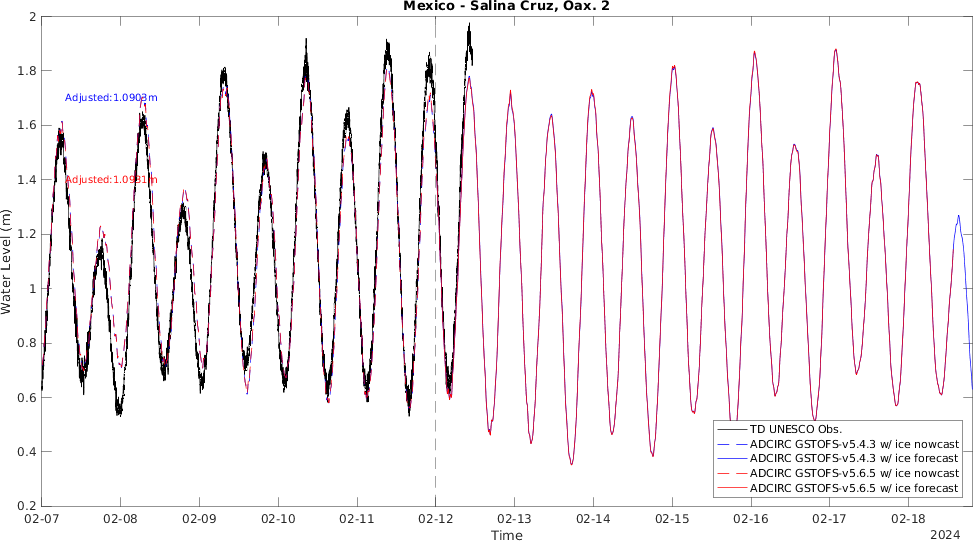 Mexico - Salina Cruz, Oax. 2
2
1.8
1.6
1.4
1.2
1
0.8
0.6
0.4
0.2
Water Level (m)
Adjusted:1.0903m
Adjusted:1.0931m
TD UNESCO Obs.
ADCIRC GSTOFS-v5.4.3 w/ ice nowcast
ADCIRC GSTOFS-v5.4.3 w/ ice forecast
ADCIRC GSTOFS-v5.6.5 w/ ice nowcast
ADCIRC GSTOFS-v5.6.5 w/ ice forecast
02-07 02-08 02-09 02-10 02-11 02-12 02-13 02-14 02-15 02-16 02-17 02-18
Time
2024